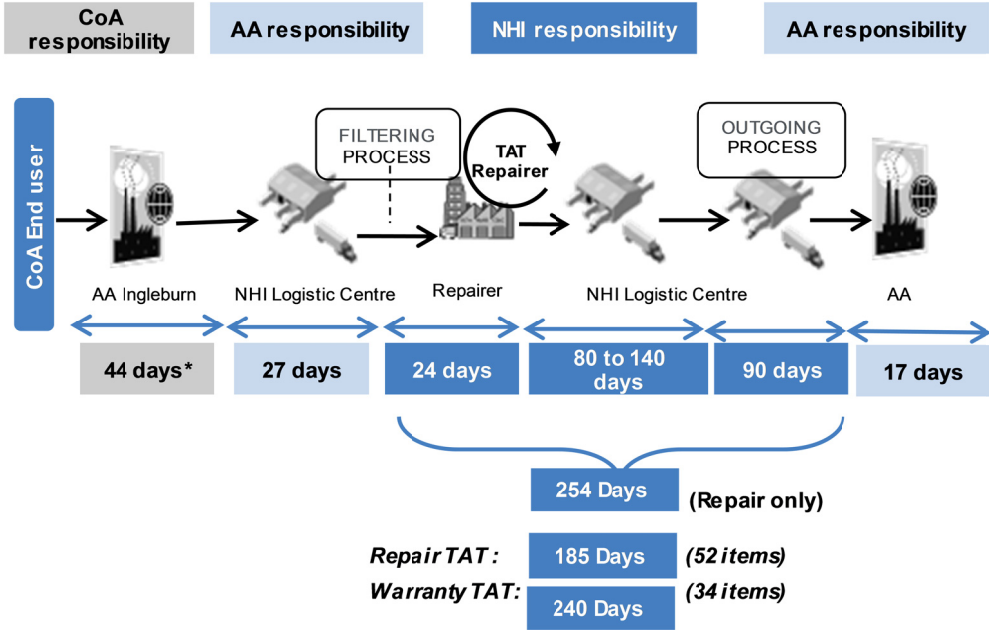 CoA
responsibility
AA responsibility
NHI responsibility
AA responsibility
CoA End user
FILTERING
PROCESS
TAT
Repairer
OUTGOING
PROCESS
AA Ingleburn
NHI Logistic Centre
Repairer
NHI Logistic Centre
AA
44 days*
27 days
24 days
80 to 140
days
90 days
17 days
254 Days
(Repair only)
Repair TAT :
185 Days
(52 items)
Warranty TAT:
240 Days
(34 items)